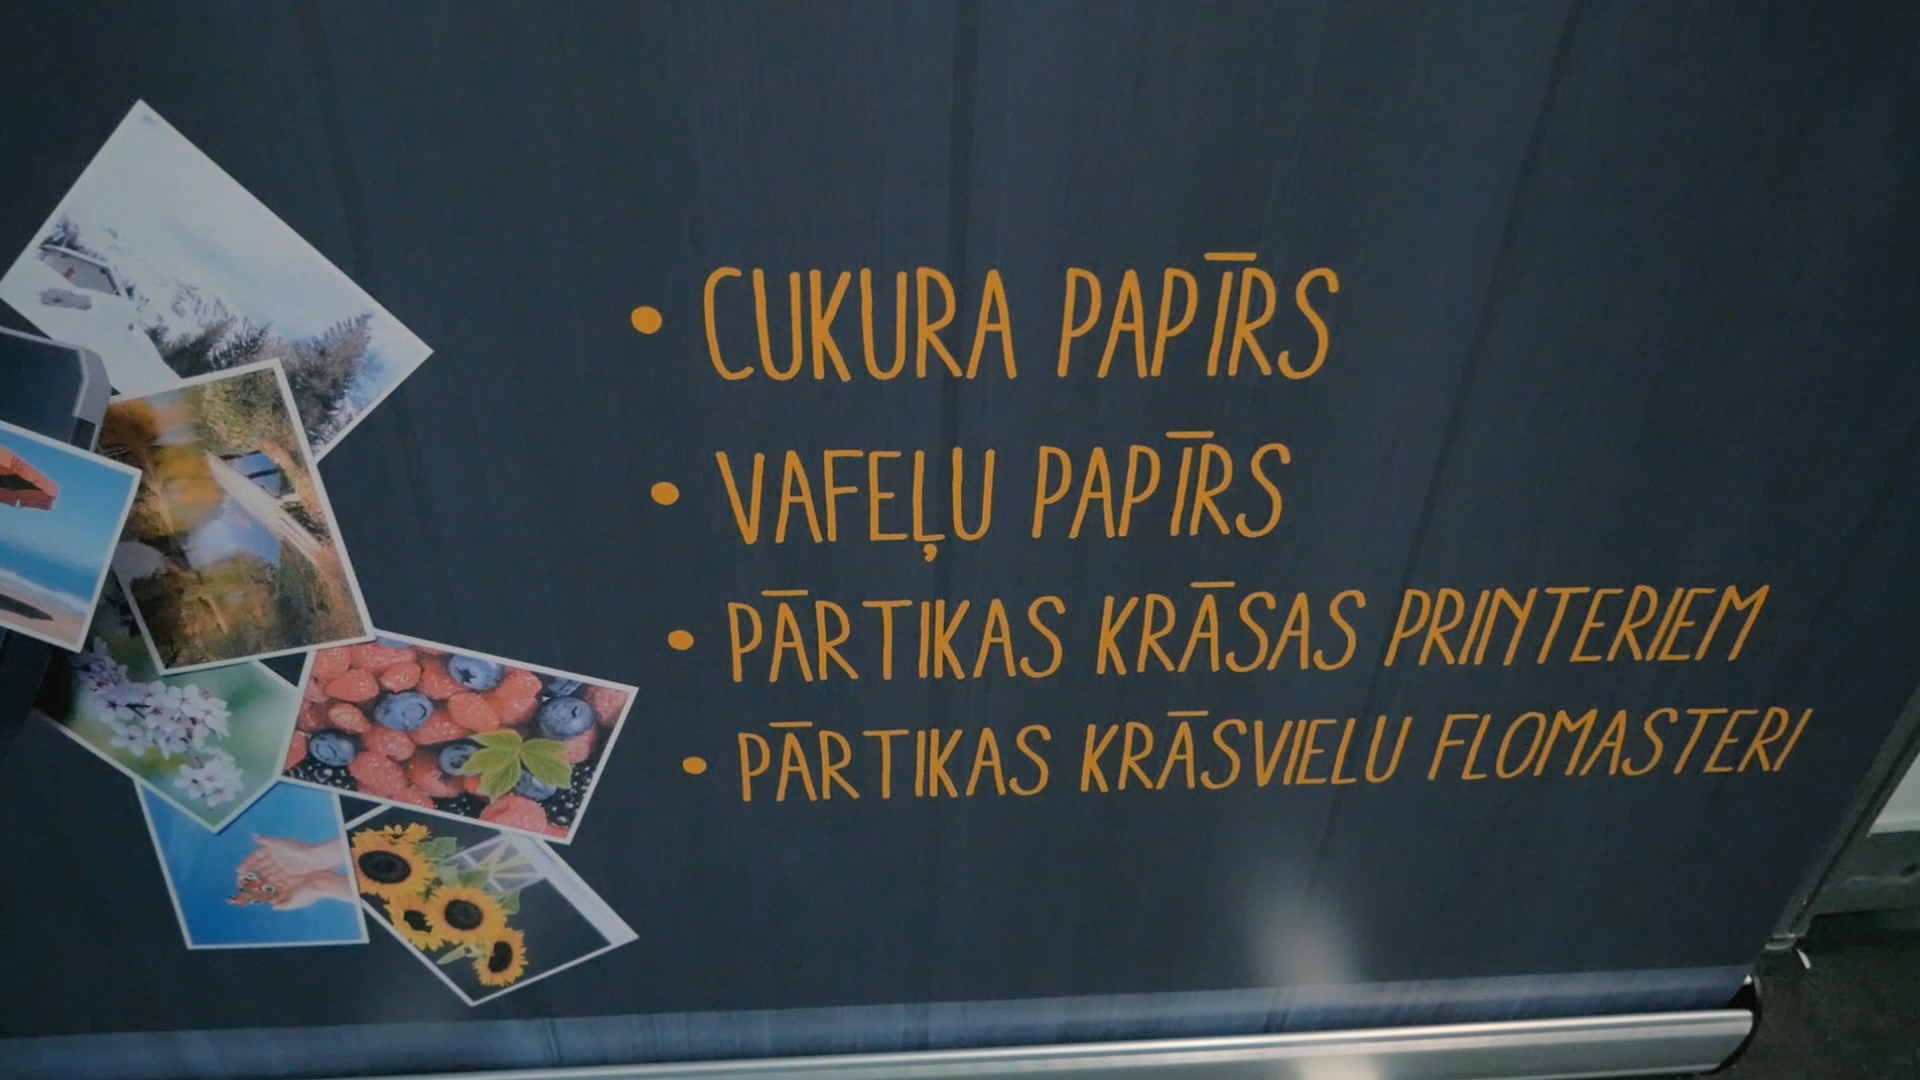 • CUKURA PAPĪRS
• VAFEĻU PAPĪRS
• PĀRTIKAS KRĀSAS PRINTERIEM
• PĀRTIKAS KRĀSVIELU FLOMASTERI